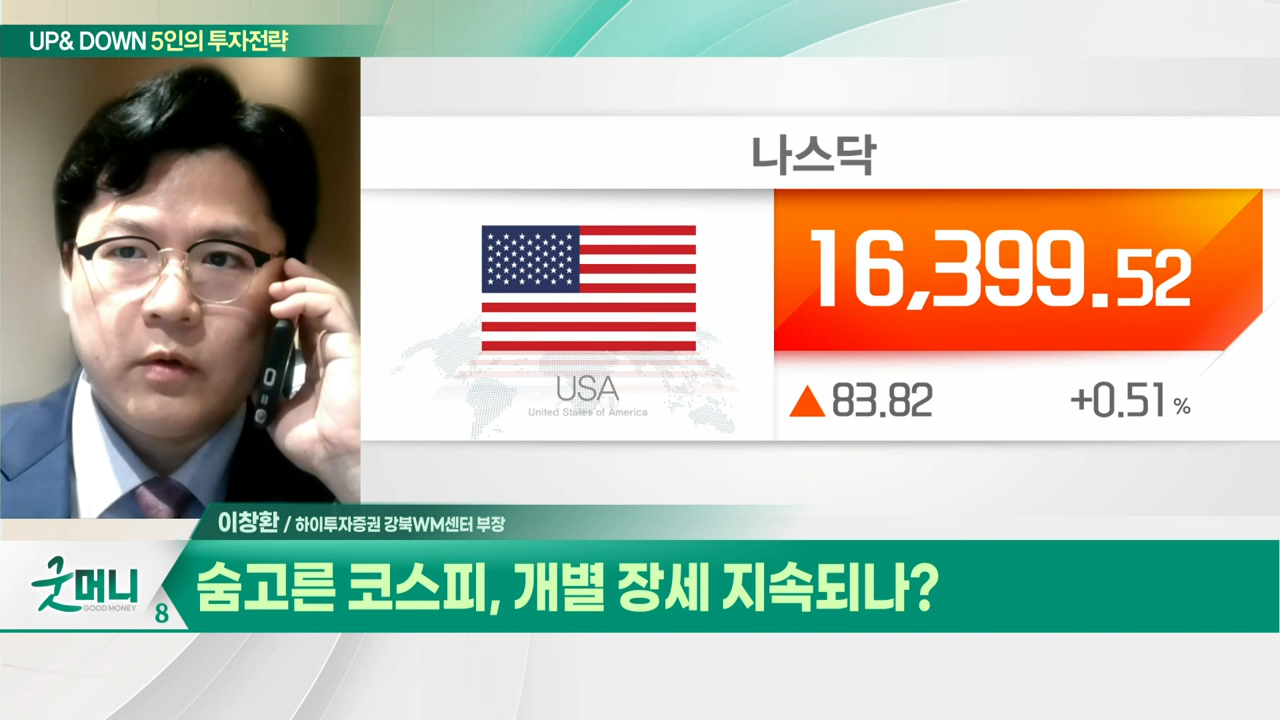 UP& DOWN 5인의 투자전략
나스닥
16,399.52
USA
United States of America
▲83.82 +0.51%
이창환 / 하이투자증권 강북WM센터 부장
굿머니
GOOD MONEY
8
숨고른 코스피, 개별 장세 지속되나?